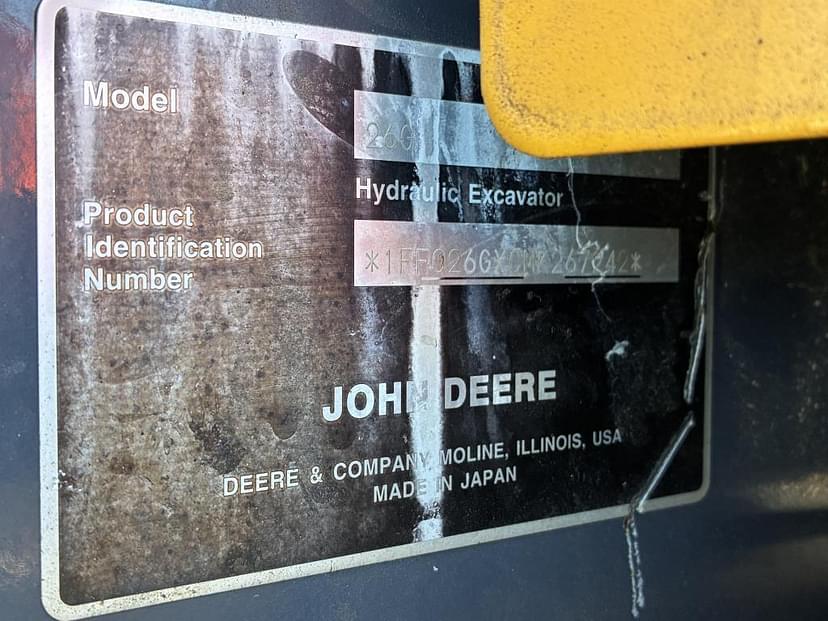 Model
26G
Hydraulic Excavator
Product
Identification
Number
JOHN DEERE
DEERE & COMPANY MOLINE, ILLINOIS, USA
MADE IN JAPAN